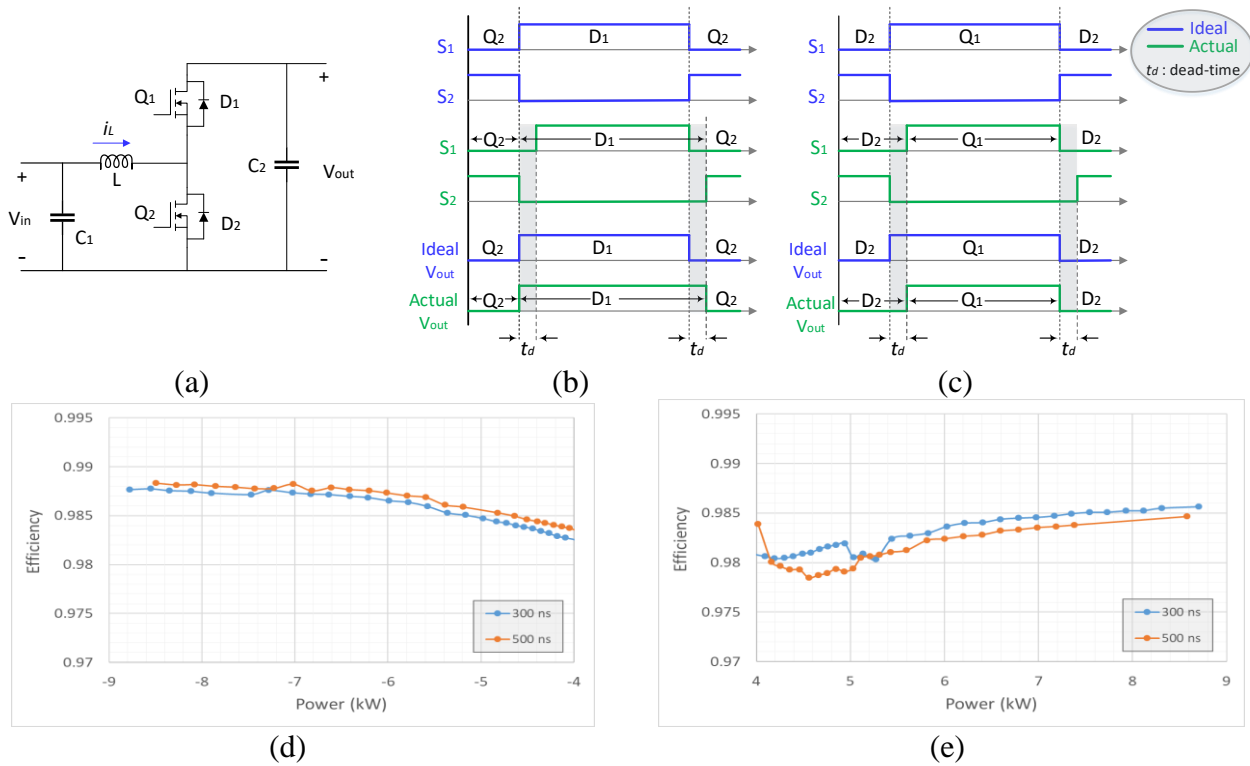 Q1
D1
iL
L
C2
Vout
+
+
Vin
C1
Q2
D2
-
-
(a)
Q2 D1 Q2
S1
S2
Q2 D1 Q2
S1
S2
Q2 D1 Q2
Ideal
Vout
Q2 D1 Q2
Actual
Vout
td td
(b)
D2 Q1 D2
S1
S2
D2 Q1 D2
S1
S2
D2 Q1 D2
Ideal
Vout
D2 Q1 D2
Actual
Vout
td td
(c)
Ideal
Actual
td : dead-time
0.995
0.99
0.985
0.98
0.975
0.97
Efficiency
300 ns
500 ns
-9 -8 -7 -6 -5 -4
Power (kW)
(d)
0.995
0.99
0.985
0.98
0.975
0.97
Efficiency
300 ns
500 ns
4 5 6 7 8 9
Power (kW)
(e)